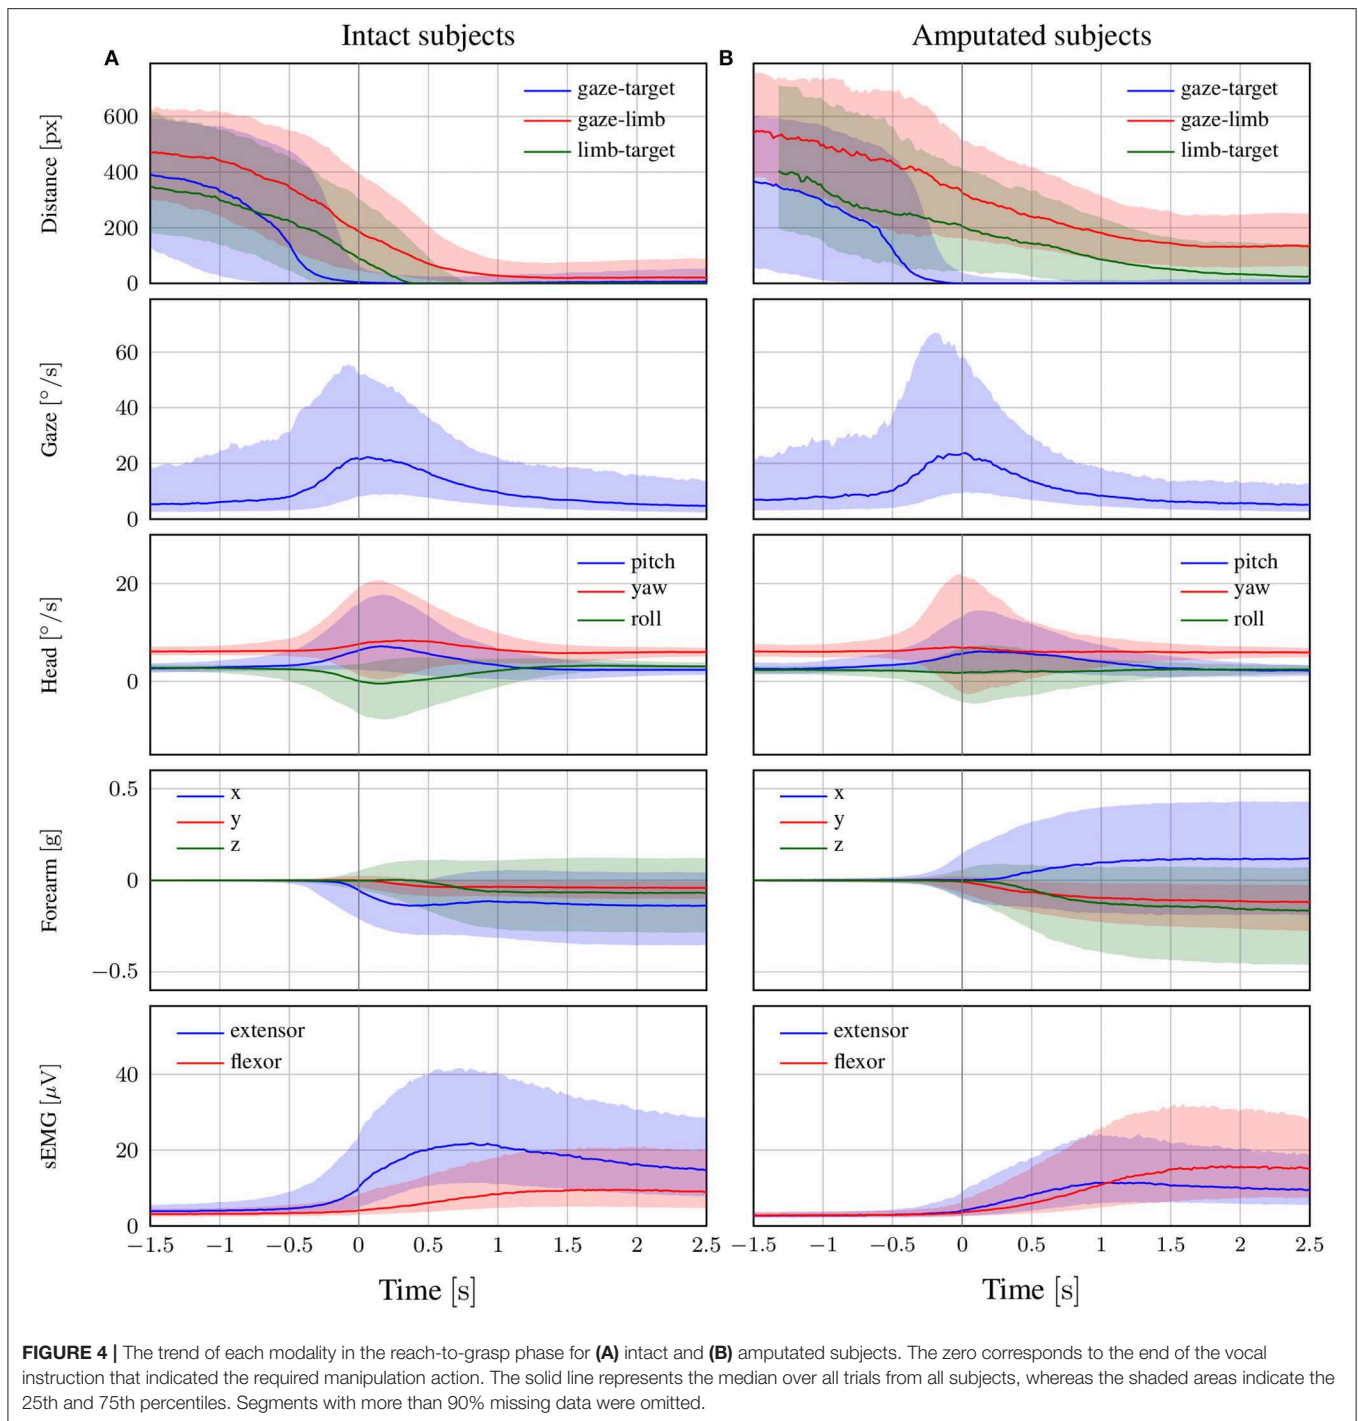 Intact subjects
Amputated subjects
A
B
Distance [px]
600
400
200
0
gaze-target
gaze-limb
limb-target
gaze-target
gaze-limb
limb-target
Gaze [°/s]
60
40
20
0
Head [°/s]
20
0
pitch
yaw
roll
pitch
yaw
roll
Forearm [g]
0.5
0
−0.5
x
y
z
x
y
z
sEMG [μV]
40
20
0
extensor
flexor
extensor
flexor
−1.5 −1 −0.5 0 0.5 1 1.5 2 2.5
−1.5 −1 −0.5 0 0.5 1 1.5 2 2.5
Time [s]
Time [s]
FIGURE 4 | The trend of each modality in the reach-to-grasp phase for (A) intact and (B) amputated subjects. The zero corresponds to the end of the vocal
instruction that indicated the required manipulation action. The solid line represents the median over all trials from all subjects, whereas the shaded areas indicate the
25th and 75th percentiles. Segments with more than 90% missing data were omitted.